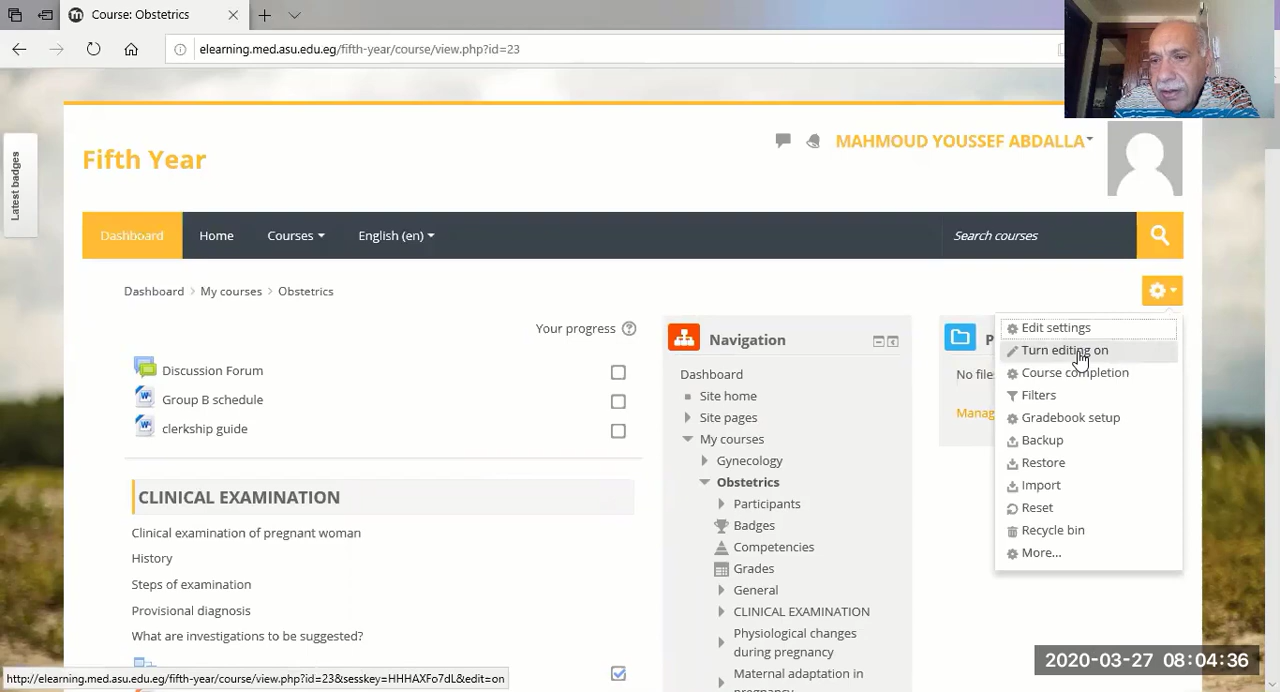 Course: Obstetrics
elearning.med.asu.edu.eg/fifth-year/course/view.php?id=23
Latest badges
Fifth Year
MAHMOUD YOUSSEF ABDALLA
Dashboard
Home
Courses
English (en)
Search courses
Dashboard > My courses > Obstetrics
Your progress
Discussion Forum
Group B schedule
clerkship guide
CLINICAL EXAMINATION
Clinical examination of pregnant woman
History
Steps of examination
Provisional diagnosis
What are investigations to be suggested?
Navigation
Dashboard
Site home
Site pages
My courses
Gynecology
Obstetrics
Participants
Badges
Competencies
Grades
General
CLINICAL EXAMINATION
Physiological changes
during pregnancy
Maternal adaptation in
P
No file
Manag
Edit settings
Turn editing on
Course completion
Filters
Gradebook setup
Backup
Restore
Import
Reset
Recycle bin
More...
http://elearning.med.asu.edu.eg/fifth-year/course/view.php?id=23&sesskey=HHHAXFo7dL&edit=on
2020-03-27 08:04:36